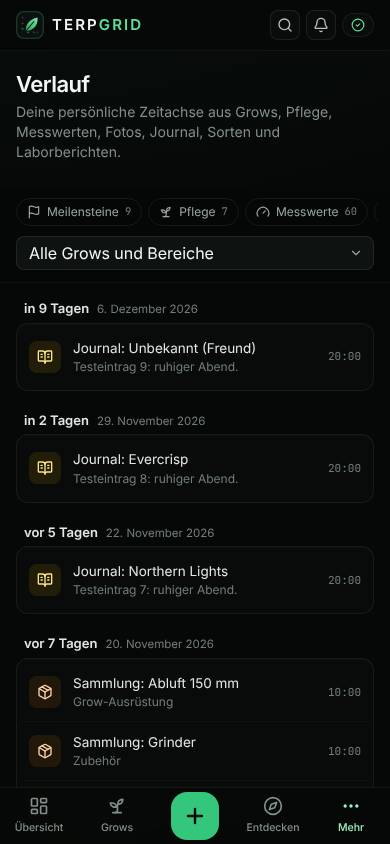 TERPGRID
Verlauf
Deine persönliche Zeitachse aus Grows, Pflege,
Messwerten, Fotos, Journal, Sorten und
Laborberichten.
Meilensteine 9 Pflege 7 Messwerte 60
Alle Grows und Bereiche
in 9 Tagen 6. Dezember 2026
Journal: Unbekannt (Freund)
Testeintrag 9: ruhiger Abend.
20:00
in 2 Tagen 29. November 2026
Journal: Evercrisp
Testeintrag 8: ruhiger Abend.
20:00
vor 5 Tagen 22. November 2026
Journal: Northern Lights
Testeintrag 7: ruhiger Abend.
20:00
vor 7 Tagen 20. November 2026
Sammlung: Abluft 150 mm
Grow-Ausrüstung
10:00
Sammlung: Grinder
Zubehör
10:00
Übersicht Grows Entdecken Mehr